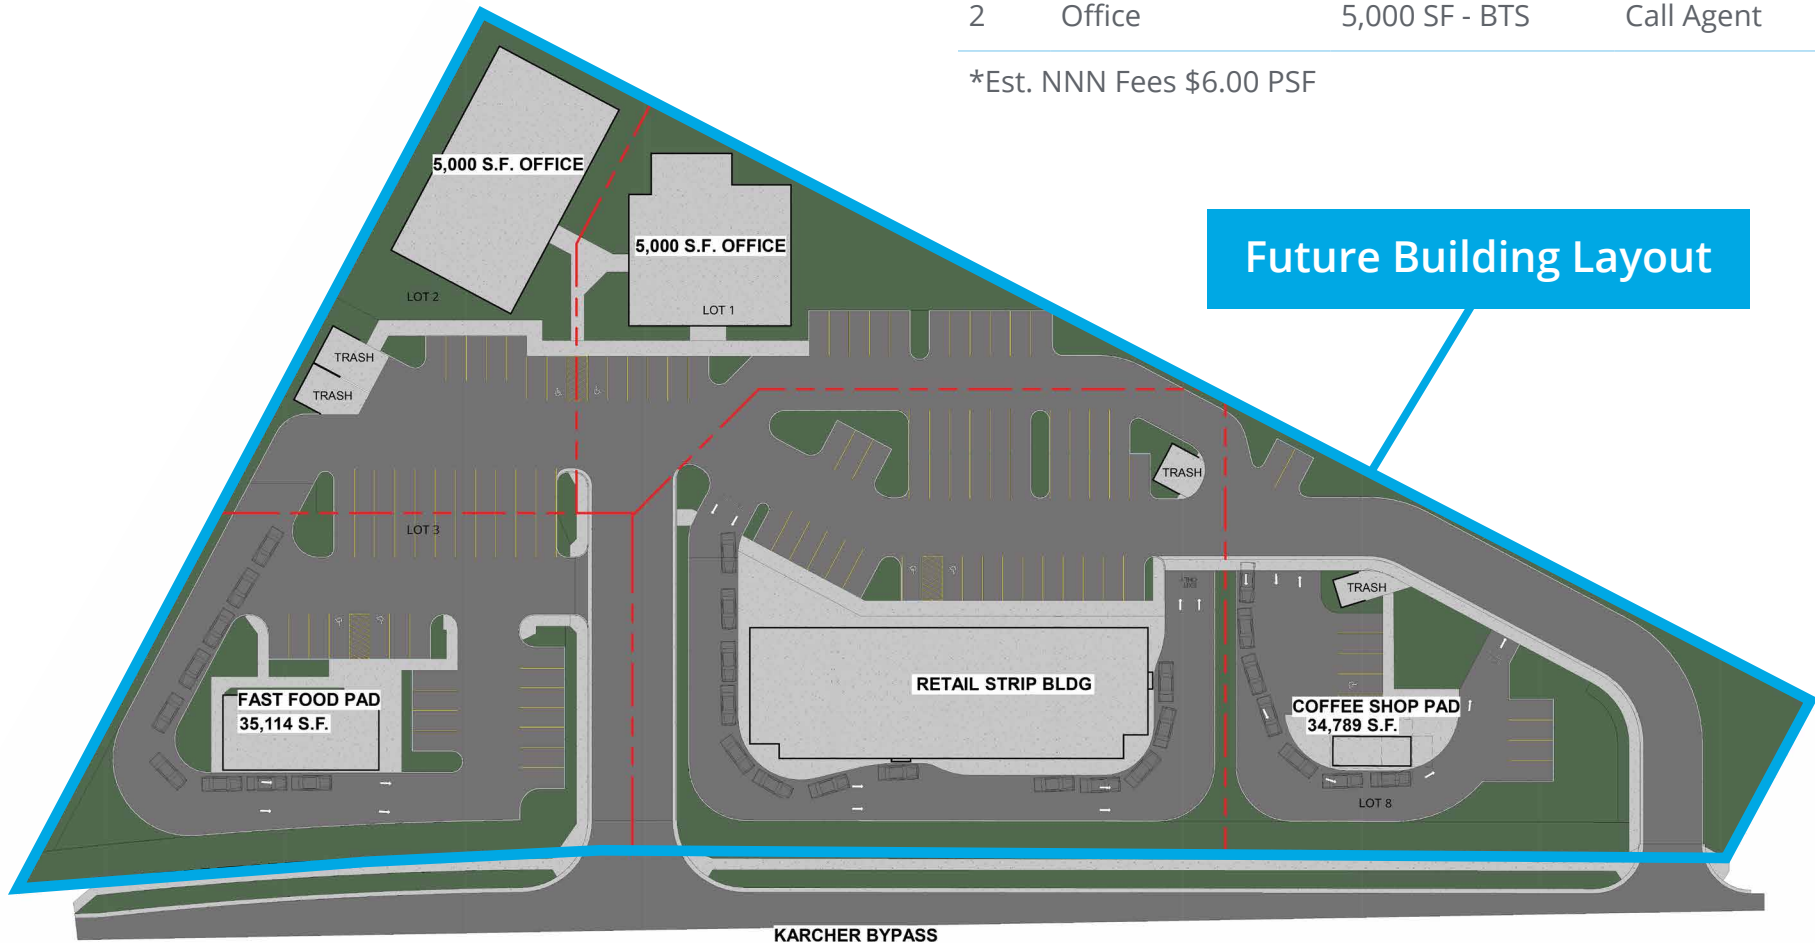 2 Office 5,000 SF - BTS Call Agent
*Est. NNN Fees $6.00 PSF
5,000 S.F. OFFICE
5,000 S.F. OFFICE
Future Building Layout
LOT 2
LOT 1
TRASH
TRASH
TRASH
LOT 3
TRASH
FAST FOOD PAD
35,114 S.F.
RETAIL STRIP BLDG
COFFEE SHOP PAD
34,789 S.F.
LOT 8
KARCHER BYPASS